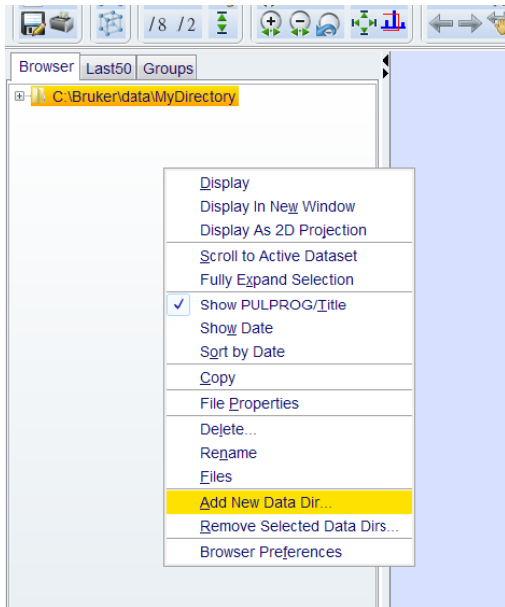 /8 /2
Browser Last50 Groups
C:\Bruker\data\MyDirectory
Display
Display In New Window
Display As 2D Projection
Scroll to Active Dataset
Fully Expand Selection
Show PULPROG/Title
Show Date
Sort by Date
Copy
File Properties
Delete...
Rename
Files
Add New Data Dir...
Remove Selected Data Dirs...
Browser Preferences